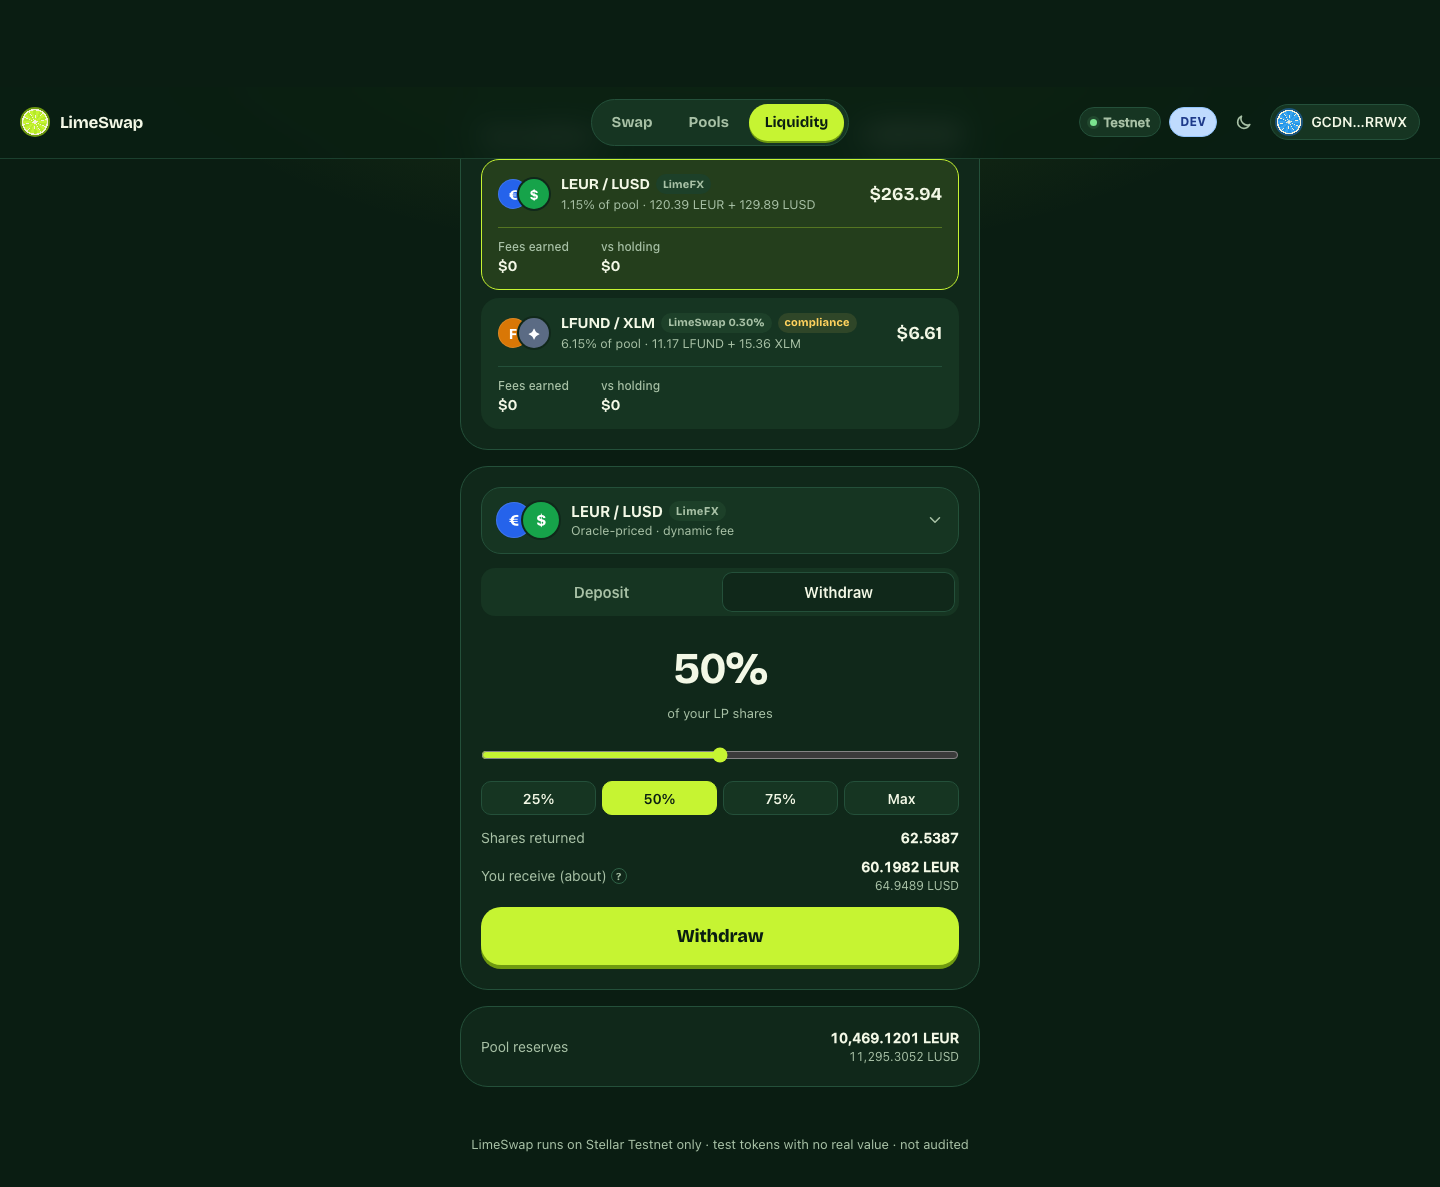 LimeSwap
Swap
Pools
Liquidity
Testnet
DEV
GCDN...RRWX
€ $
LEUR / LUSD LimeFX
1.15% of pool · 120.39 LEUR + 129.89 LUSD
$263.94
Fees earned
$0
vs holding
$0
F
LFUND / XLM LimeSwap 0.30% compliance
6.15% of pool · 11.17 LFUND + 15.36 XLM
$6.61
Fees earned
$0
vs holding
$0
€ $
LEUR / LUSD LimeFX
Oracle-priced · dynamic fee
Deposit
Withdraw
50%
of your LP shares
25%
50%
75%
Max
Shares returned
62.5387
You receive (about) ?
60.1982 LEUR
64.9489 LUSD
Withdraw
Pool reserves
10,469.1201 LEUR
11,295.3052 LUSD
LimeSwap runs on Stellar Testnet only · test tokens with no real value · not audited